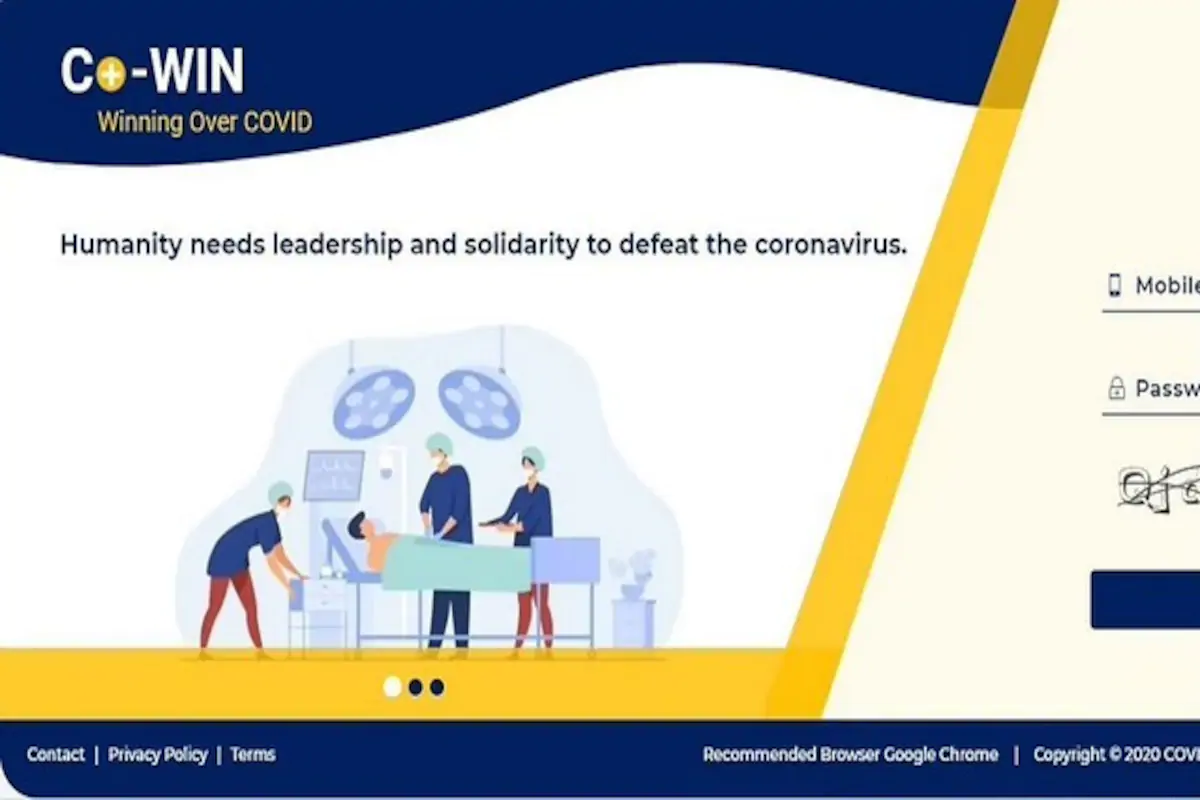 Co-WIN
Winning Over COVID
Humanity needs leadership and solidarity to defeat the coronavirus.
Mobile
Passw
Contact | Privacy Policy | Terms
Recommended Browser Google Chrome | Copyright © 2020 COVI